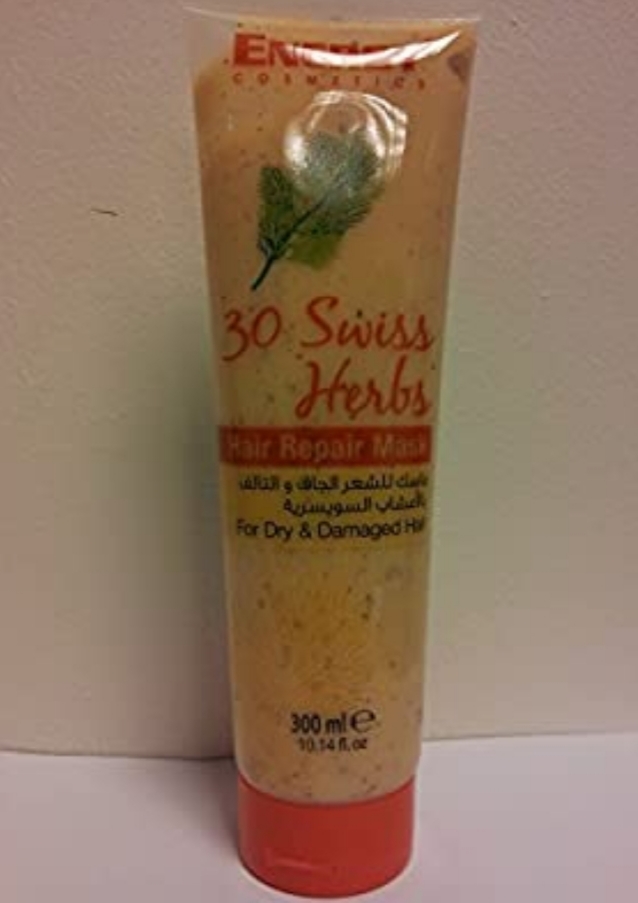 ENERGY
COSMETICS
30 Swiss
Herbs
Hair Repair Mask
ماسك للشعر الجاف و التالف
بالأعشاب السويسرية
For Dry & Damaged Hair
300 ml ℮
10.14 fl.oz